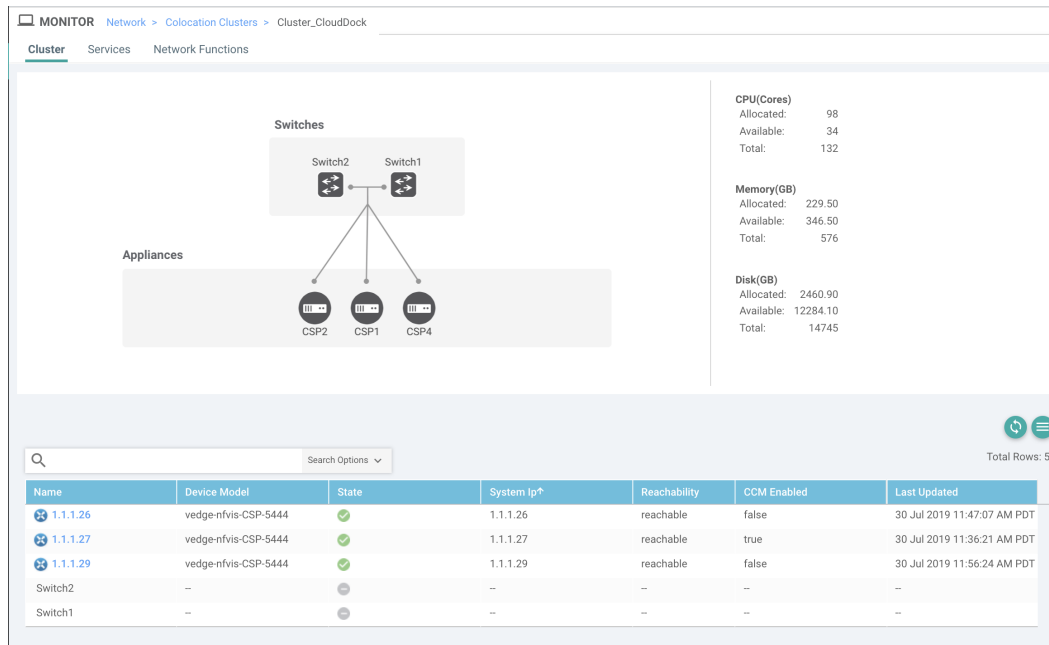 MONITOR Network > Colocation Clusters > Cluster_CloudDock
Cluster Services Network Functions
Switches
Switch2 Switch1
Appliances
CSP2 CSP1 CSP4
CPU(Cores)
Allocated: 98
Available: 34
Total: 132
Memory(GB)
Allocated: 229.50
Available: 346.50
Total: 576
Disk(GB)
Allocated: 2460.90
Available: 12284.10
Total: 14745
Search Options
Total Rows: 5
Name Device Model State System Ip↑ Reachability CCM Enabled Last Updated
1.1.1.26 vedge-nfvis-CSP-5444 1.1.1.26 reachable false 30 Jul 2019 11:47:07 AM PDT
1.1.1.27 vedge-nfvis-CSP-5444 1.1.1.27 reachable true 30 Jul 2019 11:36:21 AM PDT
1.1.1.29 vedge-nfvis-CSP-5444 1.1.1.29 reachable false 30 Jul 2019 11:56:24 AM PDT
Switch2 -- -- -- -- --
Switch1 -- -- -- -- --